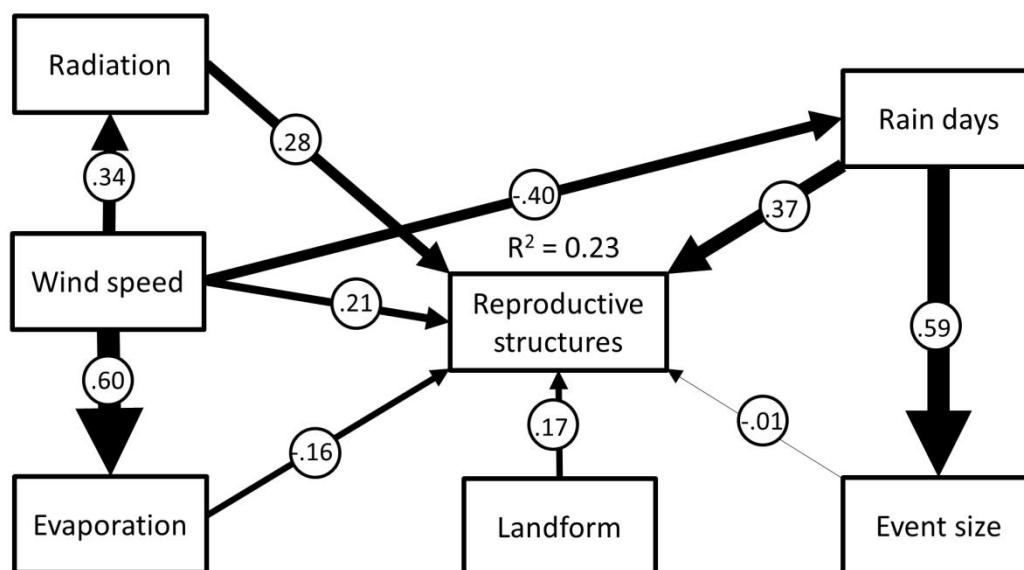 Radiation
Rain days
.28
.34
-.40
.37
R² = 0.23
Wind speed
.21
Reproductive
structures
.59
.60
-.16
.17
-.01
Evaporation
Landform
Event size